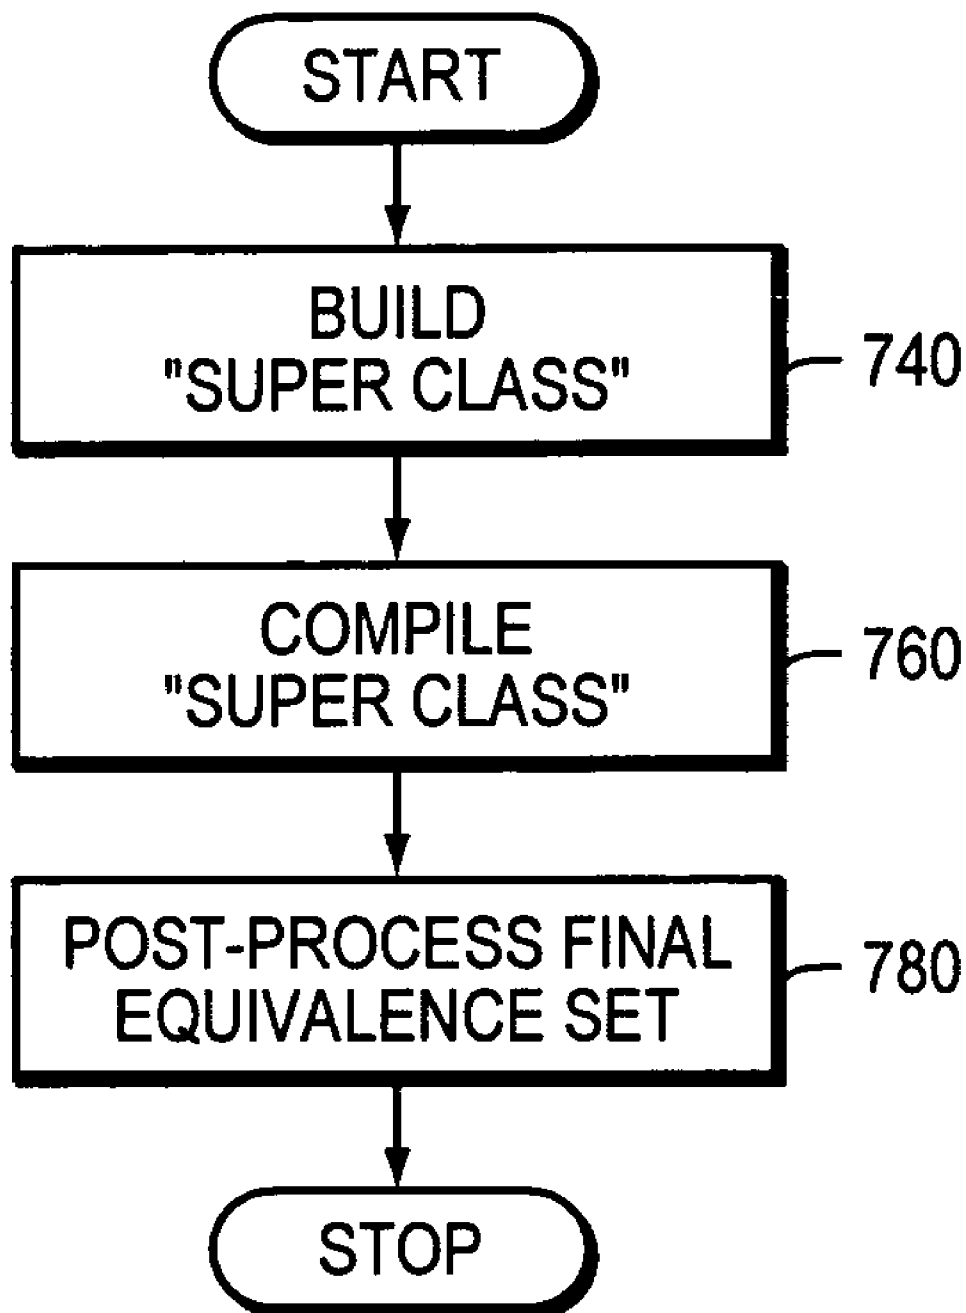 START
BUILD
"SUPER CLASS"
740
COMPILE
"SUPER CLASS"
760
POST-PROCESS FINAL
EQUIVALENCE SET
780
STOP